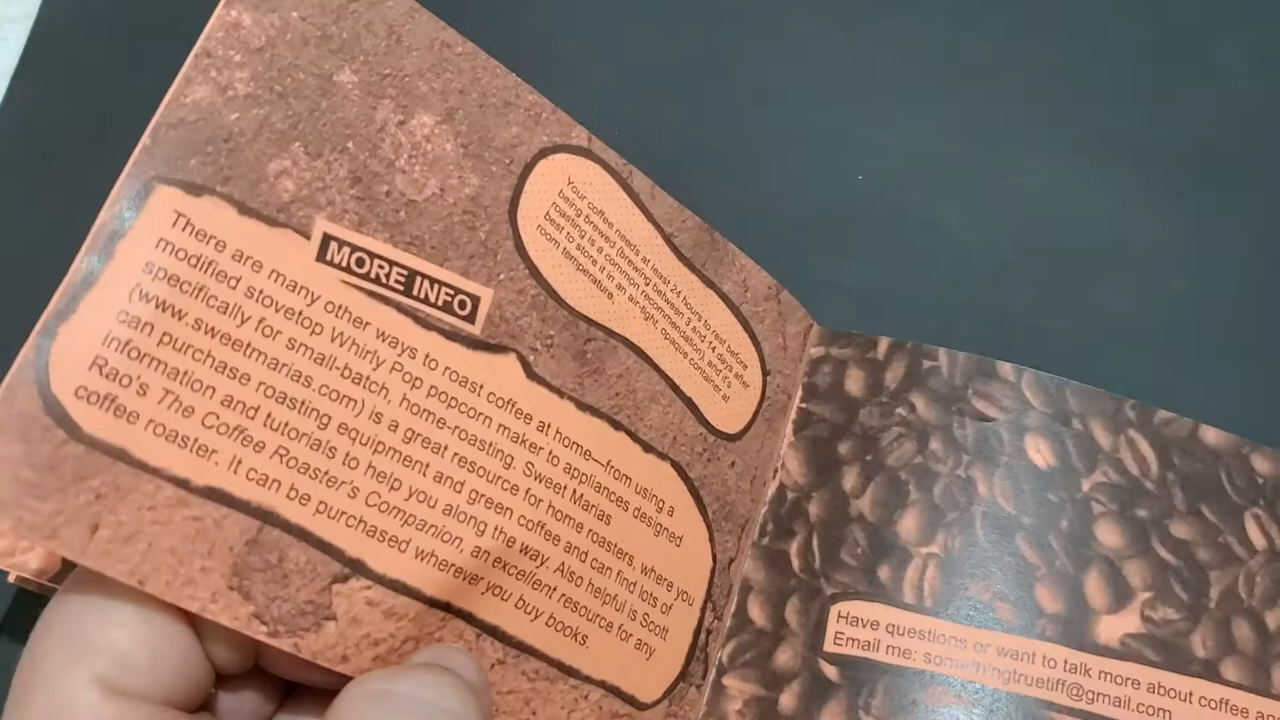 Your coffee needs at least 24 hours to rest before
being brewed (brewing between 3 and 14 days after
roasting is a common recommendation), and it's
best to store it in an air-tight, opaque container at
room temperature.
MORE INFO
There are many other ways to roast coffee at home—from using a
modified stovetop Whirly Pop popcorn maker to appliances designed
specifically for small-batch, home-roasting. Sweet Marias
(www.sweetmarias.com) is a great resource for home roasters, where you
can purchase roasting equipment and green coffee and can find lots of
information and tutorials to help you along the way. Also helpful is Scott
Rao's The Coffee Roaster's Companion, an excellent resource for any
coffee roaster. It can be purchased wherever you buy books.
Have questions or want to talk more about coffee
Email me: somethingtruetiff@gmail.com